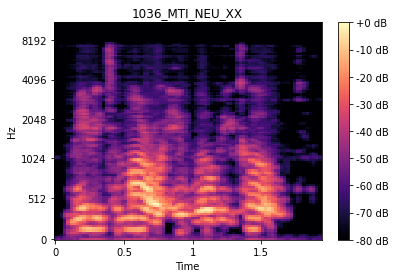 1036_MTI_NEU_XX
+0 dB
8192
-10 dB
4096
-20 dB
-30 dB
2048
Hz
-40 dB
1024
-50 dB
512
-60 dB
-70 dB
0
-80 dB
0 0.5 1 1.5
Time